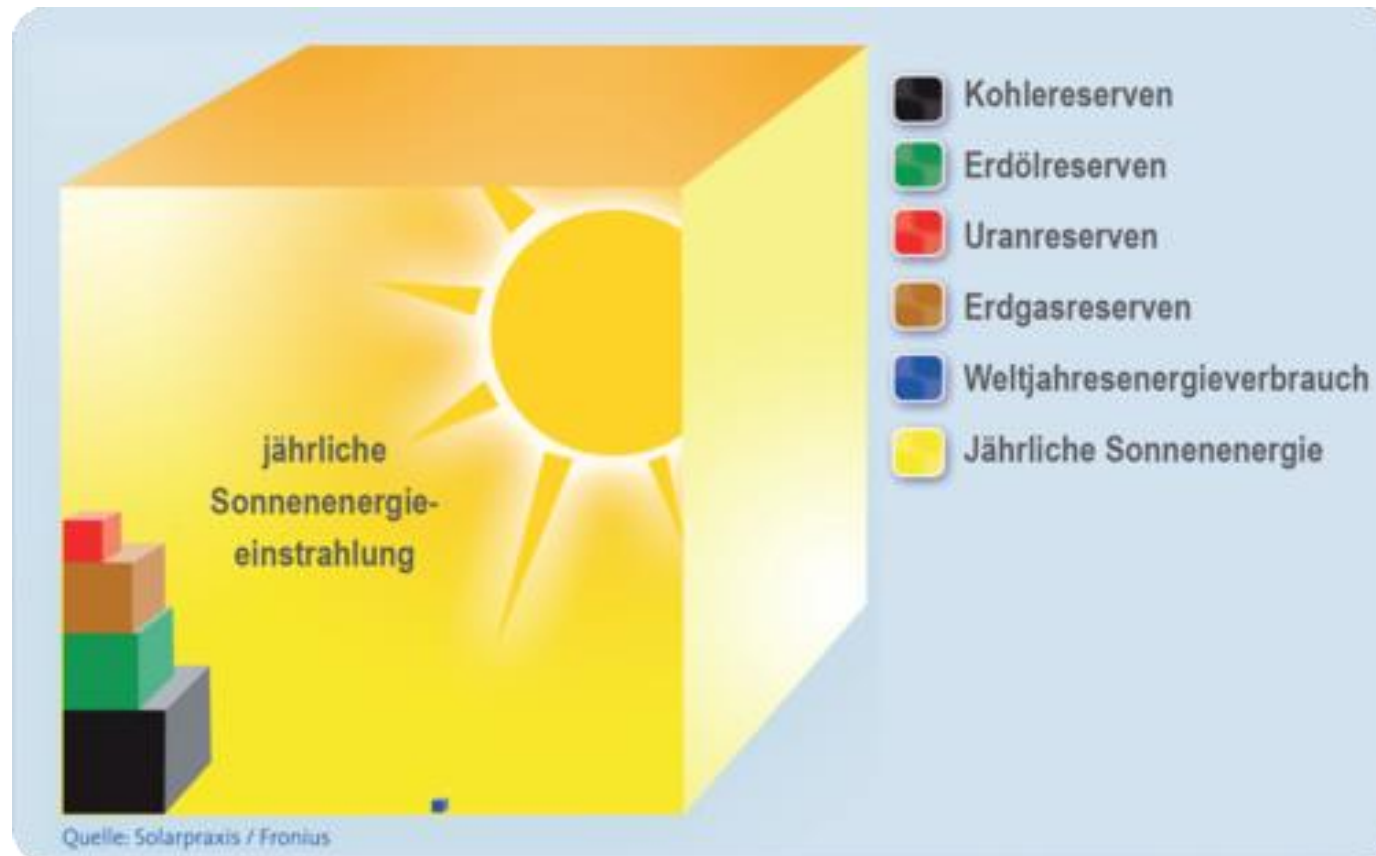 jährliche
Sonnenenergie-
einstrahlung
Kohlereserven
Erdölreserven
Uranreserven
Erdgasreserven
Weltjahresenergieverbrauch
Jährliche Sonnenenergie
Quelle: Solarpraxis / Fronius